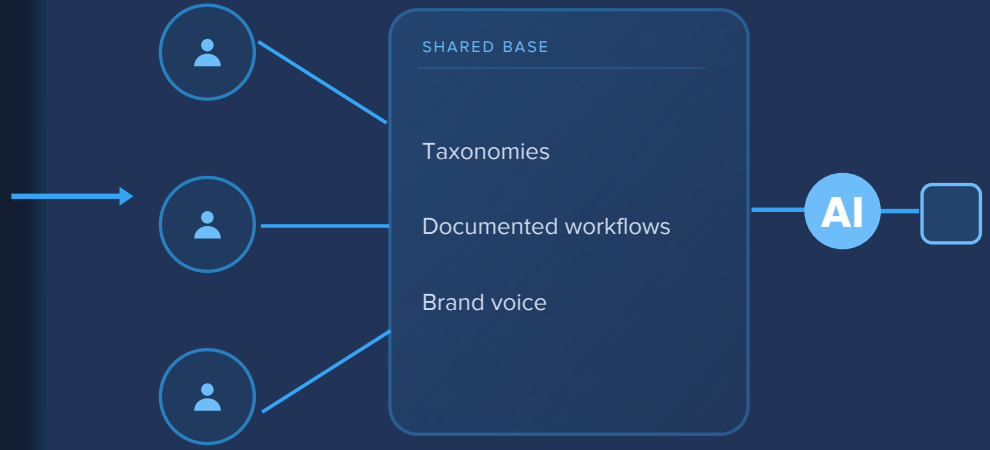 SHARED BASE
Taxonomies
Documented workflows
Brand voice
AI